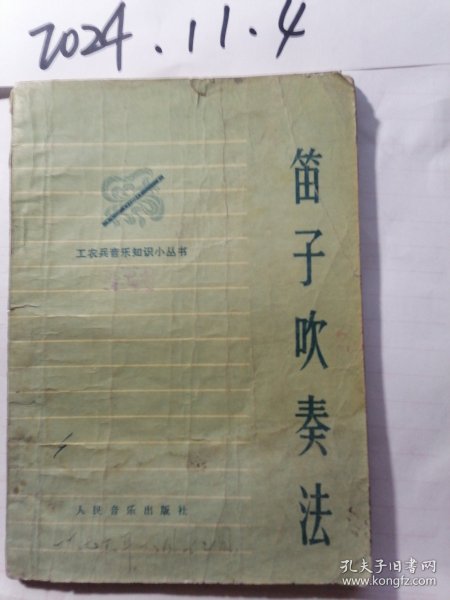 2024.11.4
笛子吹奏法
工农兵音乐知识小丛书
人民音乐出版社
孔夫子旧书网
www.kongfz.com